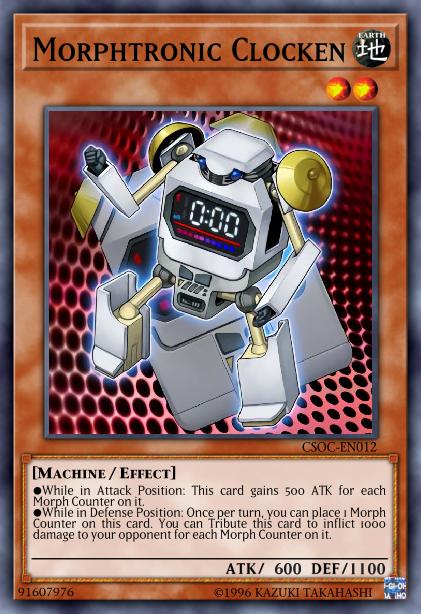 Morphtronic Clocken
EARTH
地
0:00
CSOC-EN012
[Machine / Effect]
●While in Attack Position: This card gains 500 ATK for each
Morph Counter on it.
●While in Defense Position: Once per turn, you can place 1 Morph
Counter on this card. You can Tribute this card to inflict 1000
damage to your opponent for each Morph Counter on it.
ATK/ 600 DEF/1100
91607976
©1996 KAZUKI TAKAHASHI